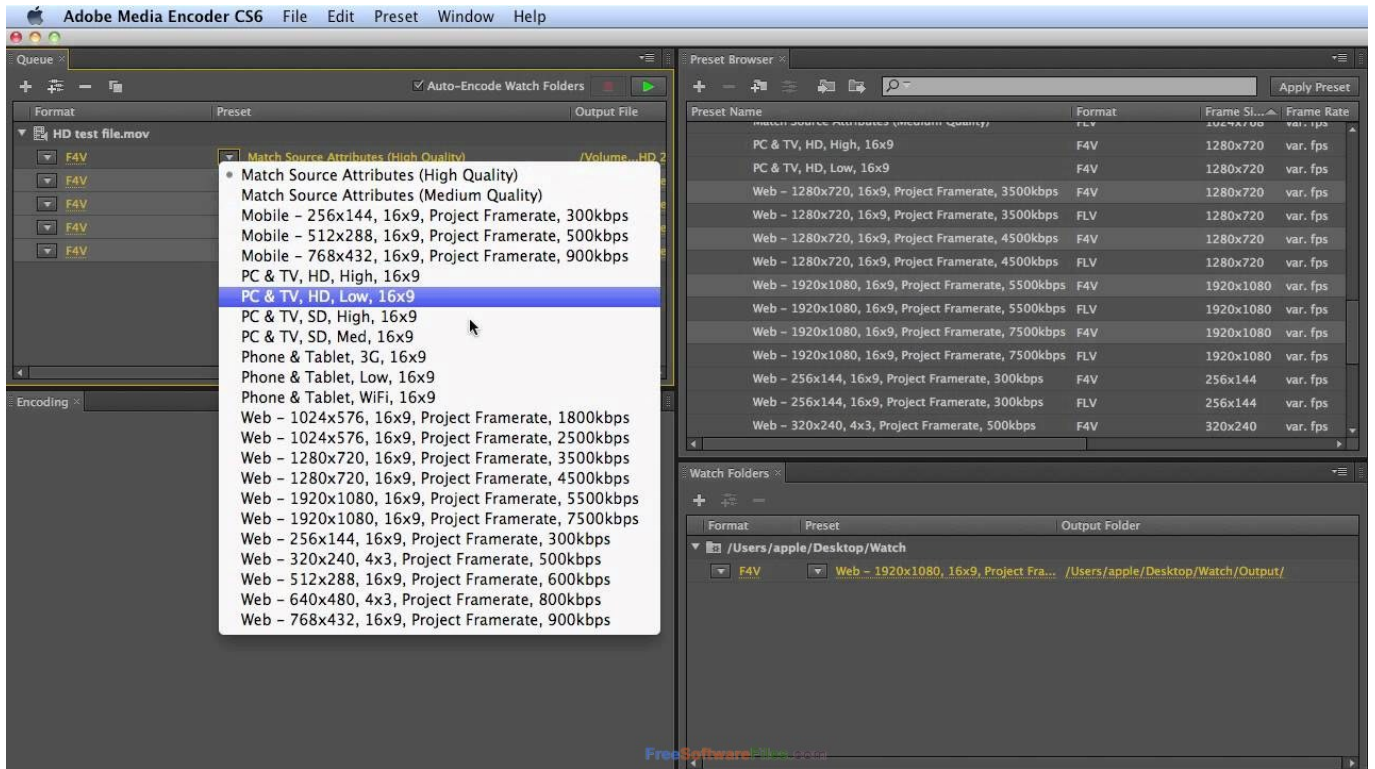 Adobe Media Encoder CS6 File Edit Preset Window Help
Queue
Auto-Encode Watch Folders
Format Preset Output File
HD test file.mov
F4V Match Source Attributes (High Quality) /Volume...HD 2
F4V
F4V
F4V
F4V
Match Source Attributes (High Quality)
Match Source Attributes (Medium Quality)
Mobile – 256x144, 16x9, Project Framerate, 300kbps
Mobile – 512x288, 16x9, Project Framerate, 500kbps
Mobile – 768x432, 16x9, Project Framerate, 900kbps
PC & TV, HD, High, 16x9
PC & TV, HD, Low, 16x9
PC & TV, SD, High, 16x9
PC & TV, SD, Med, 16x9
Phone & Tablet, 3G, 16x9
Phone & Tablet, Low, 16x9
Phone & Tablet, WiFi, 16x9
Web – 1024x576, 16x9, Project Framerate, 1800kbps
Web – 1024x576, 16x9, Project Framerate, 2500kbps
Web – 1280x720, 16x9, Project Framerate, 3500kbps
Web – 1280x720, 16x9, Project Framerate, 4500kbps
Web – 1920x1080, 16x9, Project Framerate, 5500kbps
Web – 1920x1080, 16x9, Project Framerate, 7500kbps
Web – 256x144, 16x9, Project Framerate, 300kbps
Web – 320x240, 4x3, Project Framerate, 500kbps
Web – 512x288, 16x9, Project Framerate, 600kbps
Web – 640x480, 4x3, Project Framerate, 800kbps
Web – 768x432, 16x9, Project Framerate, 900kbps
Encoding
Preset Browser
Apply Preset
Preset Name Format Frame Si... Frame Rate
Match Source Attributes (Medium Quality) FLV 1024x768 var. fps
PC & TV, HD, High, 16x9 F4V 1280x720 var. fps
PC & TV, HD, Low, 16x9 F4V 1280x720 var. fps
Web – 1280x720, 16x9, Project Framerate, 3500kbps F4V 1280x720 var. fps
Web – 1280x720, 16x9, Project Framerate, 3500kbps FLV 1280x720 var. fps
Web – 1280x720, 16x9, Project Framerate, 4500kbps F4V 1280x720 var. fps
Web – 1280x720, 16x9, Project Framerate, 4500kbps FLV 1280x720 var. fps
Web – 1920x1080, 16x9, Project Framerate, 5500kbps F4V 1920x1080 var. fps
Web – 1920x1080, 16x9, Project Framerate, 5500kbps FLV 1920x1080 var. fps
Web – 1920x1080, 16x9, Project Framerate, 7500kbps F4V 1920x1080 var. fps
Web – 1920x1080, 16x9, Project Framerate, 7500kbps FLV 1920x1080 var. fps
Web – 256x144, 16x9, Project Framerate, 300kbps F4V 256x144 var. fps
Web – 256x144, 16x9, Project Framerate, 300kbps FLV 256x144 var. fps
Web – 320x240, 4x3, Project Framerate, 500kbps F4V 320x240 var. fps
Watch Folders
Format Preset Output Folder
/Users/apple/Desktop/Watch
F4V Web – 1920x1080, 16x9, Project Fra... /Users/apple/Desktop/Watch/Output/
FreeSoftwareFiles.com